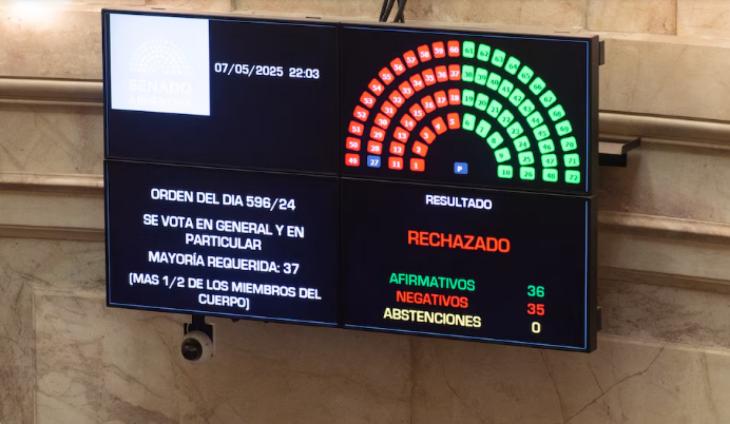 SENADO
ARGENTINA
07/05/2025 22:03
P
ORDEN DEL DIA 596/24
SE VOTA EN GENERAL Y EN
PARTICULAR
MAYORÍA REQUERIDA: 37
(MAS 1/2 DE LOS MIEMBROS DEL
CUERPO)
RESULTADO
RECHAZADO
AFIRMATIVOS 36
NEGATIVOS 35
ABSTENCIONES 0